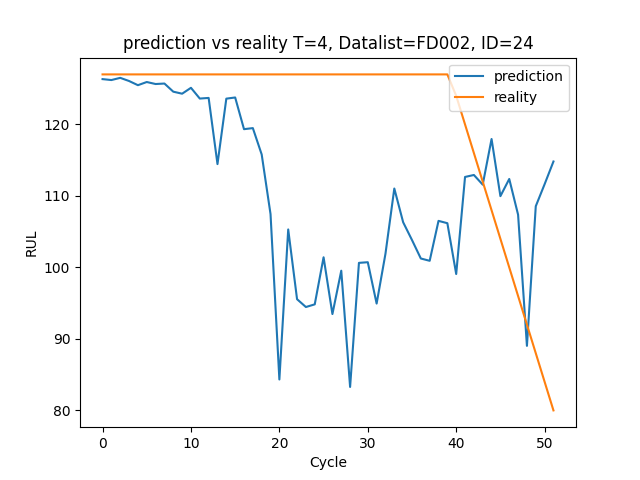 prediction vs reality T=4, Datalist=FD002, ID=24
prediction
reality
RUL
120
110
100
90
80
0 10 20 30 40 50
Cycle